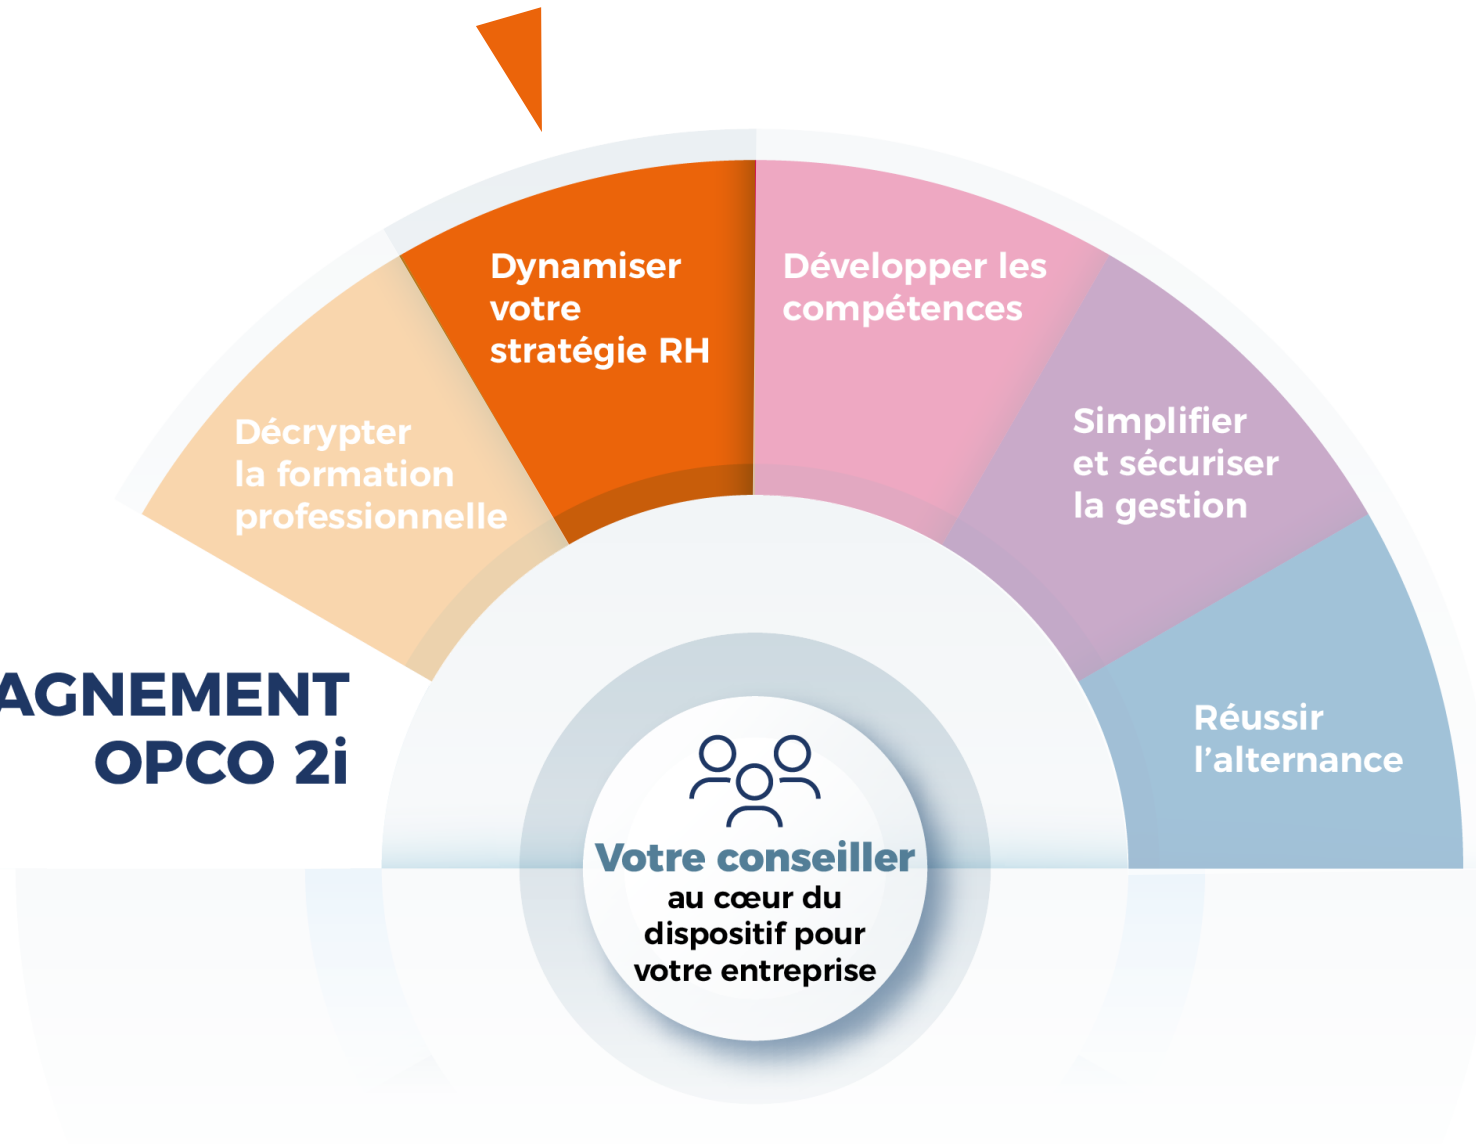 Dynamiser
votre
stratégie RH
Développer les
compétences
Décrypter
la formation
professionnelle
Simplifier
et sécuriser
la gestion
AGNEMENT
OPCO 2i
Réussir
l'alternance
Votre conseiller
au cœur du
dispositif pour
votre entreprise